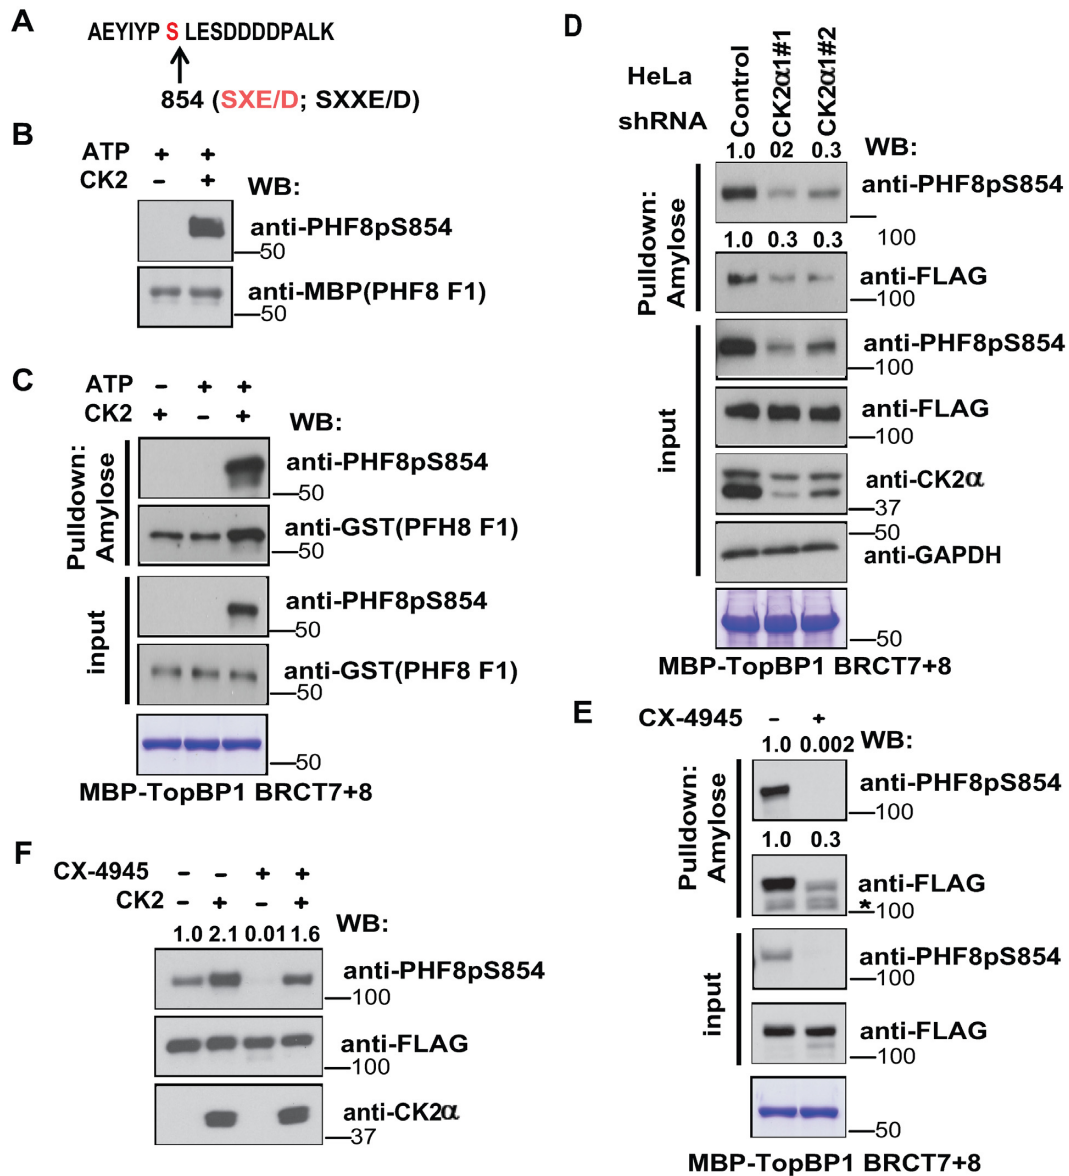 A
AEYIYP S LESDDDDPALK
854 (SXE/D; SXXE/D)
B
ATP + +
CK2 - + WB:
anti-PHF8pS854
50
anti-MBP(PHF8 F1)
50
C
ATP - + +
CK2 + - + WB:
Pulldown: Amylose
anti-PHF8pS854
50
anti-GST(PFH8 F1)
50
input
anti-PHF8pS854
50
anti-GST(PHF8 F1)
50
50
MBP-TopBP1 BRCT7+8
D
HeLa
shRNA
Control
CK2α1#1
CK2α1#2
1.0 02 0.3 WB:
Pulldown: Amylose
anti-PHF8pS854
100
1.0 0.3 0.3
anti-FLAG
100
input
anti-PHF8pS854
100
anti-FLAG
100
anti-CK2α
37
50
anti-GAPDH
50
MBP-TopBP1 BRCT7+8
E
CX-4945 - +
1.0 0.002 WB:
Pulldown: Amylose
anti-PHF8pS854
100
1.0 0.3
anti-FLAG
* 100
input
anti-PHF8pS854
100
anti-FLAG
100
50
MBP-TopBP1 BRCT7+8
F
CX-4945 - - + +
CK2 - + - +
1.0 2.1 0.01 1.6 WB:
anti-PHF8pS854
100
anti-FLAG
100
anti-CK2α
37